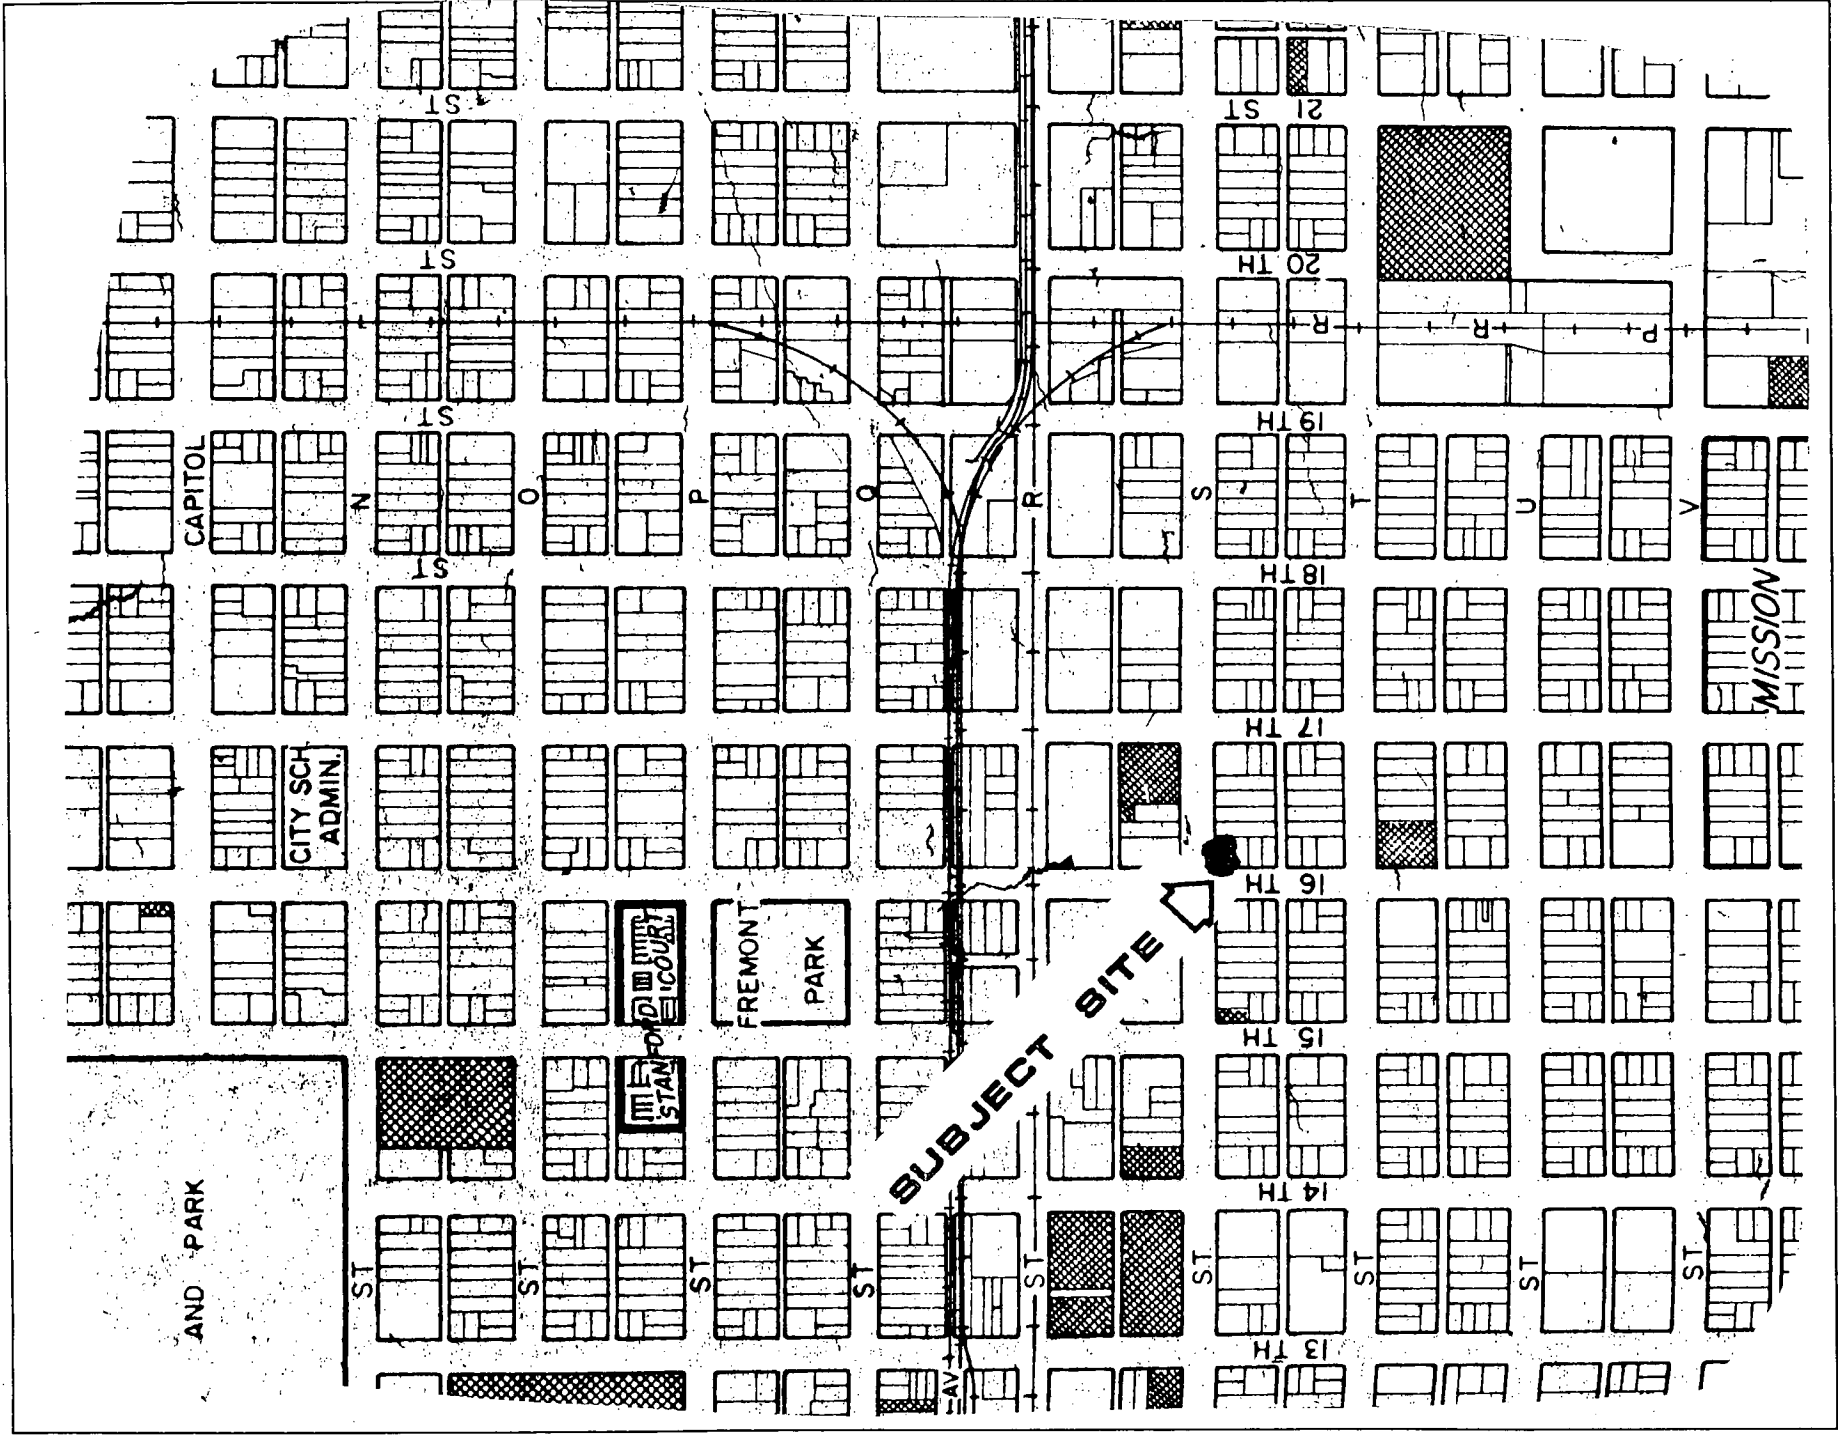 ST
21 ST
ST
20 TH
R
R
P
ST
19 TH
CAPITOL
N
O
P
Q
R
S
T
U
V
ST
18 TH
MISSION
17 TH
CITY SCH.
ADMIN.
16 TH
STANFORD
COURT
FREMONT
PARK
SUBJECT SITE
15 TH
14 TH
AND PARK
ST
ST
ST
ST
ST
ST
ST
ST
ST
13 TH
AV